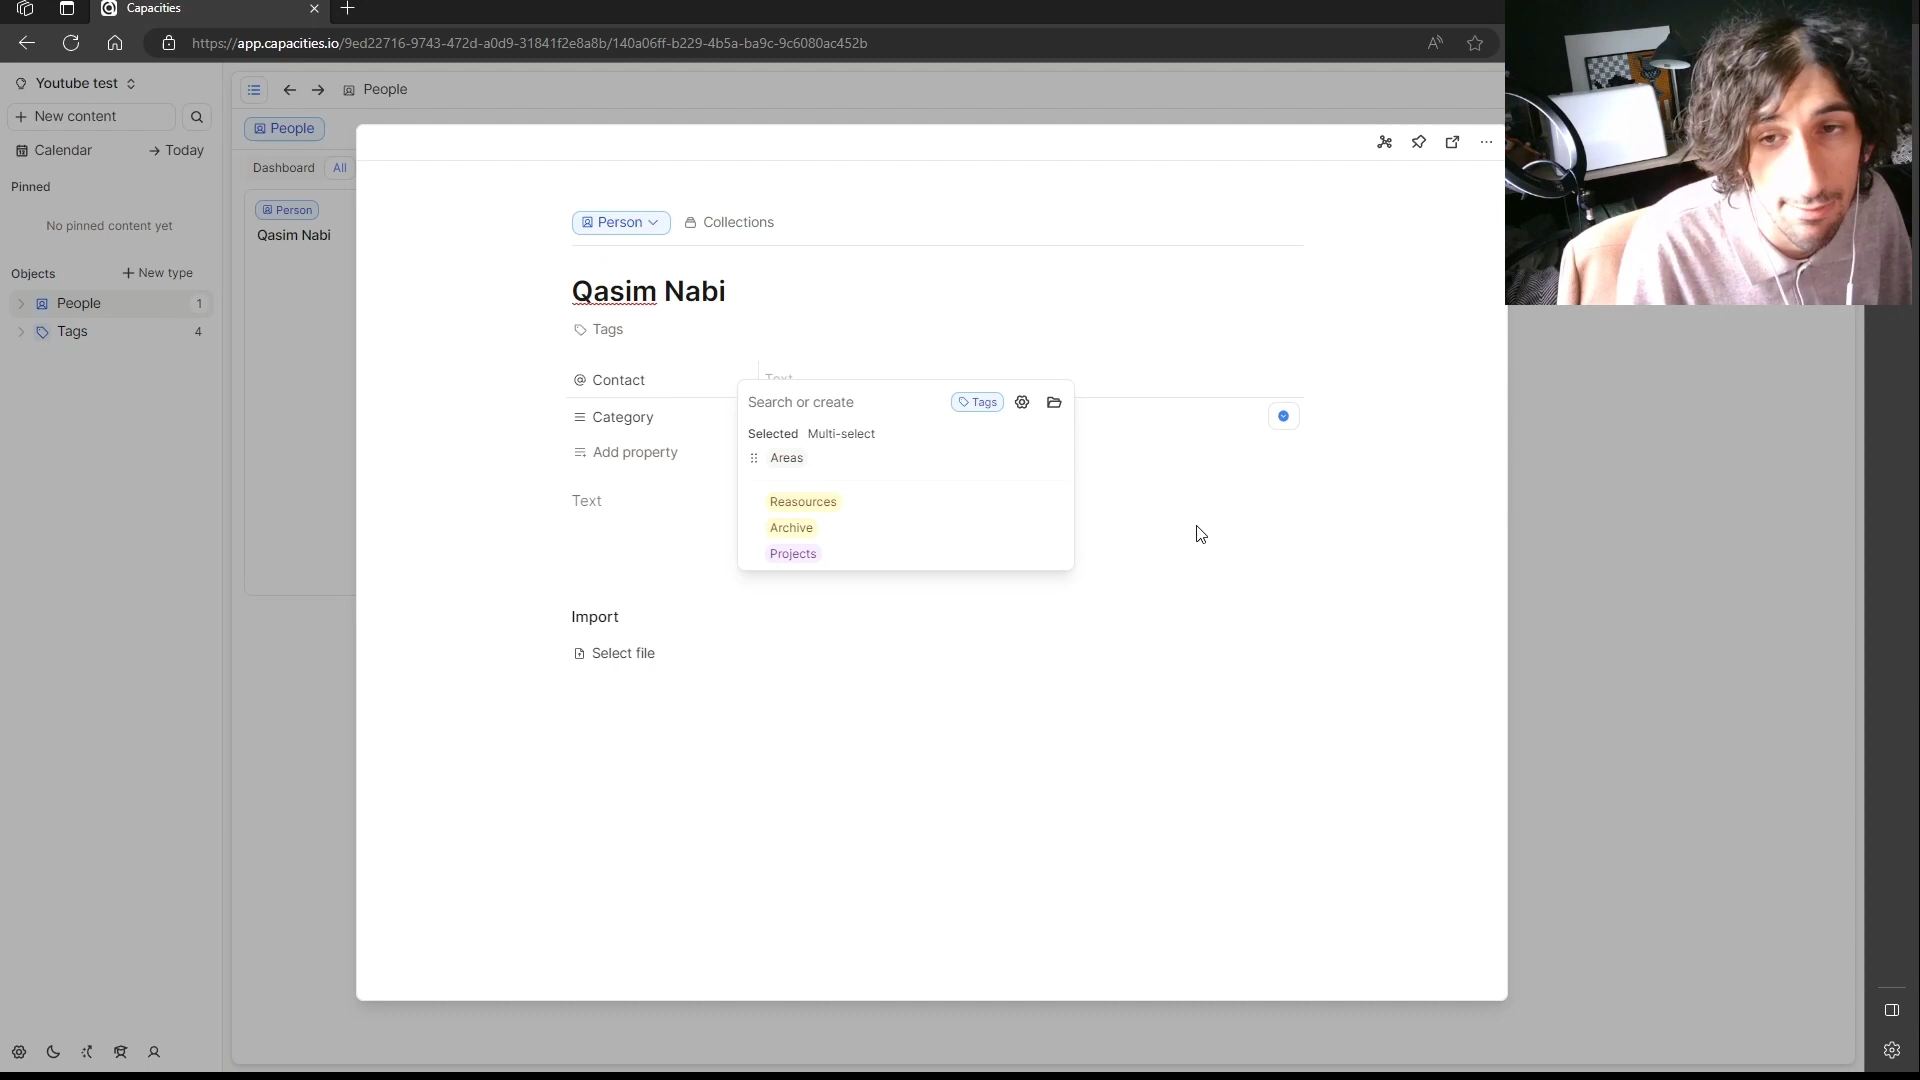 Capacities
https://app.capacities.io/9ed22716-9743-472d-a0d9-31841f2e8a8b/140a06ff-b229-4b5a-ba9c-9c6080ac452b
Youtube test
New content
Calendar
Today
Pinned
No pinned content yet
Objects
New type
People 1
Tags 4
People
People
Dashboard All
Person
Qasim Nabi
Person Collections
Qasim Nabi
Tags
Contact Text
Category
Add property
Text
Search or create Tags
Selected Multi-select
Areas
Reasources
Archive
Projects
Import
Select file